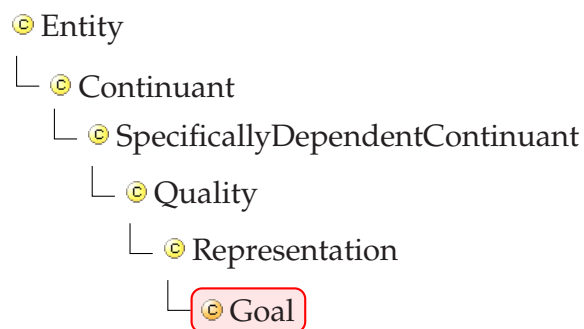 Entity
Continuant
SpecificallyDependentContinuant
Quality
Representation
Goal